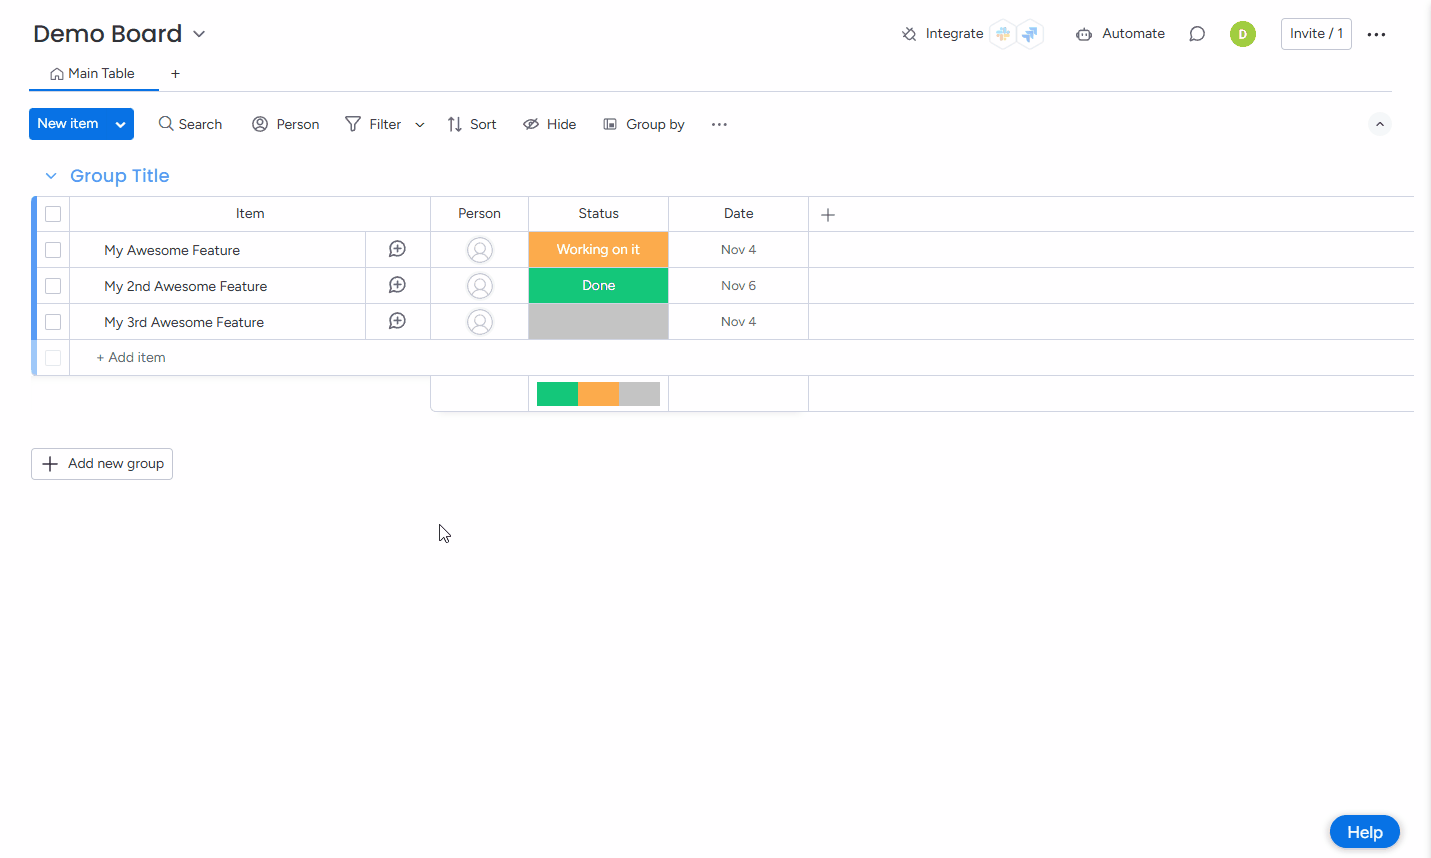 Demo Board
Integrate
Automate
D
Invite / 1
Main Table
+
New item
Search
Person
Filter
Sort
Hide
Group by
Group Title
Item Person Status Date
My Awesome Feature Working on it Nov 4
My 2nd Awesome Feature Done Nov 6
My 3rd Awesome Feature Nov 4
+ Add item
Add new group
Help